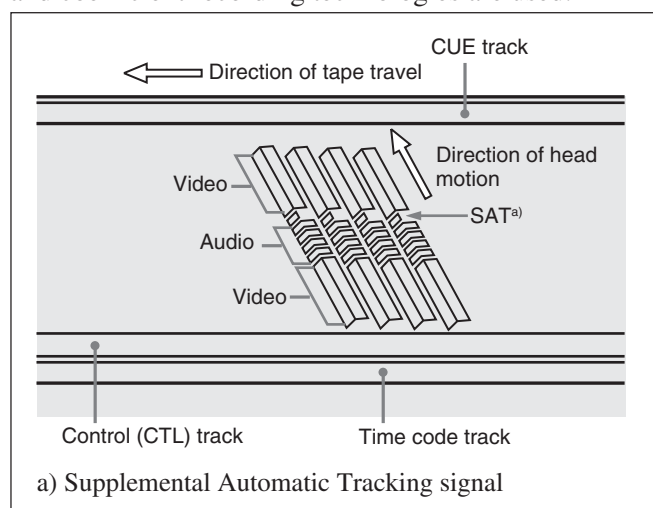 CUE track
Direction of tape travel
Direction of head
motion
Video
SATa)
Audio
Video
Control (CTL) track
Time code track
a) Supplemental Automatic Tracking signal